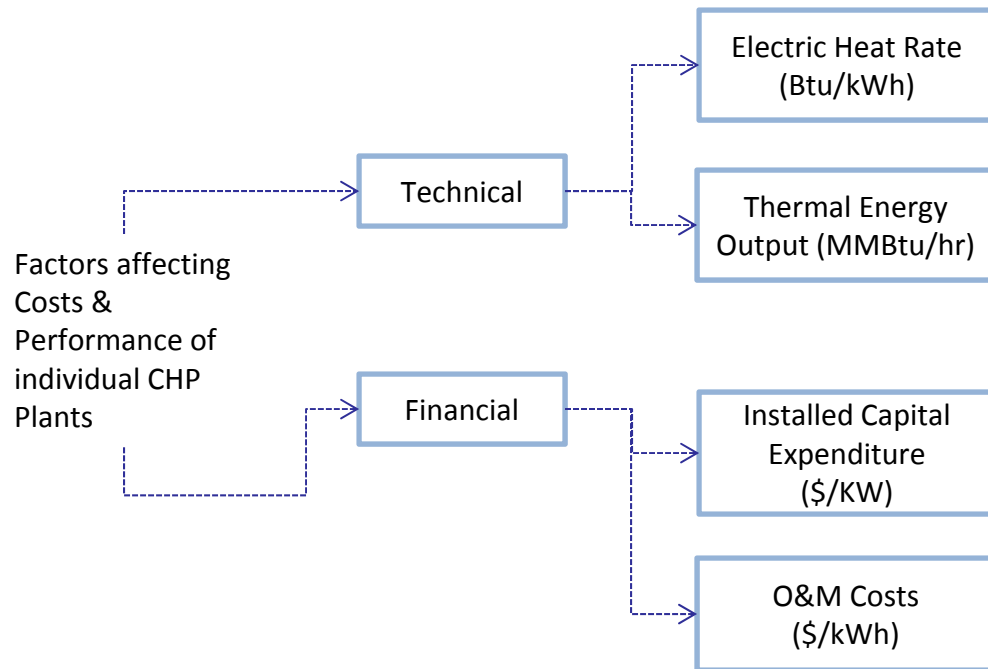 Factors affecting
Costs &
Performance of
individual CHP
Plants
Technical
Electric Heat Rate
(Btu/kWh)
Thermal Energy
Output (MMBtu/hr)
Financial
Installed Capital
Expenditure
($/KW)
O&M Costs
($/kWh)